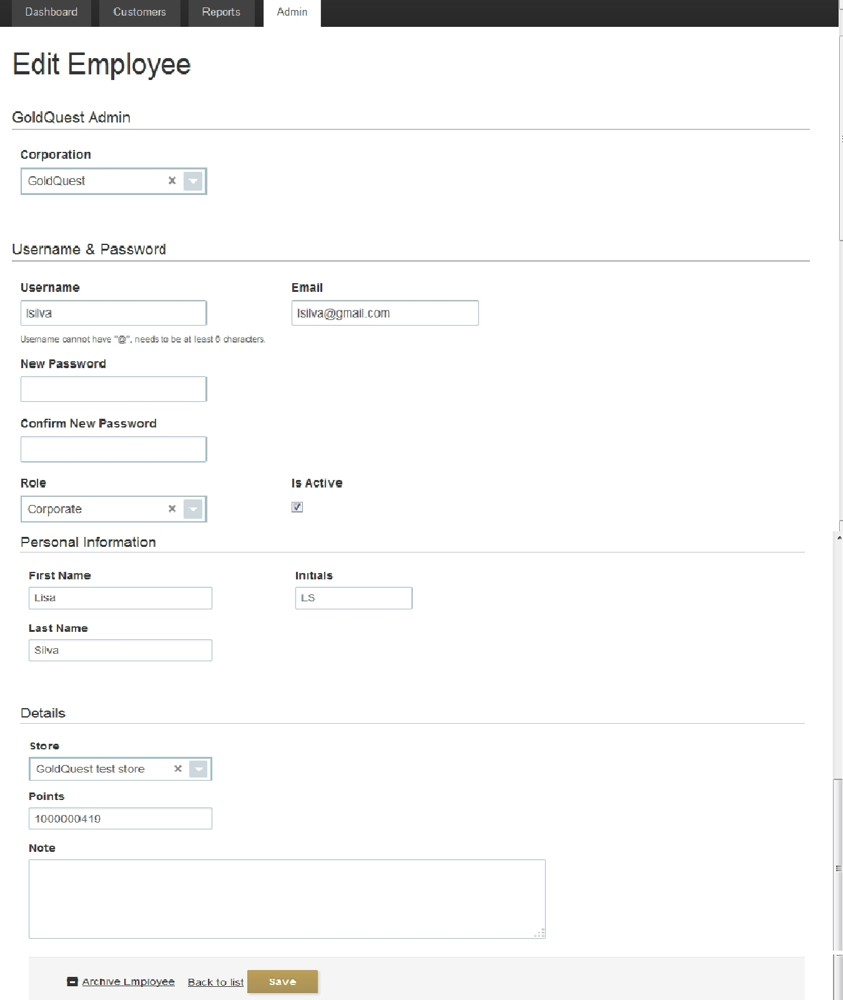 Dashboard Customers Reports Admin
Edit Employee
GoldQuest Admin
Corporation
GoldQuest
Username & Password
Username Email
lsilva lsilva@gmail.com
Username cannot have "@", needs to be at least 6 characters.
New Password
Confirm New Password
Role Is Active
Corporate
Personal Information
First Name Initials
Lisa LS
Last Name
Silva
Details
Store
GoldQuest test store
Points
1000000419
Note
Archive Employee Back to list Save